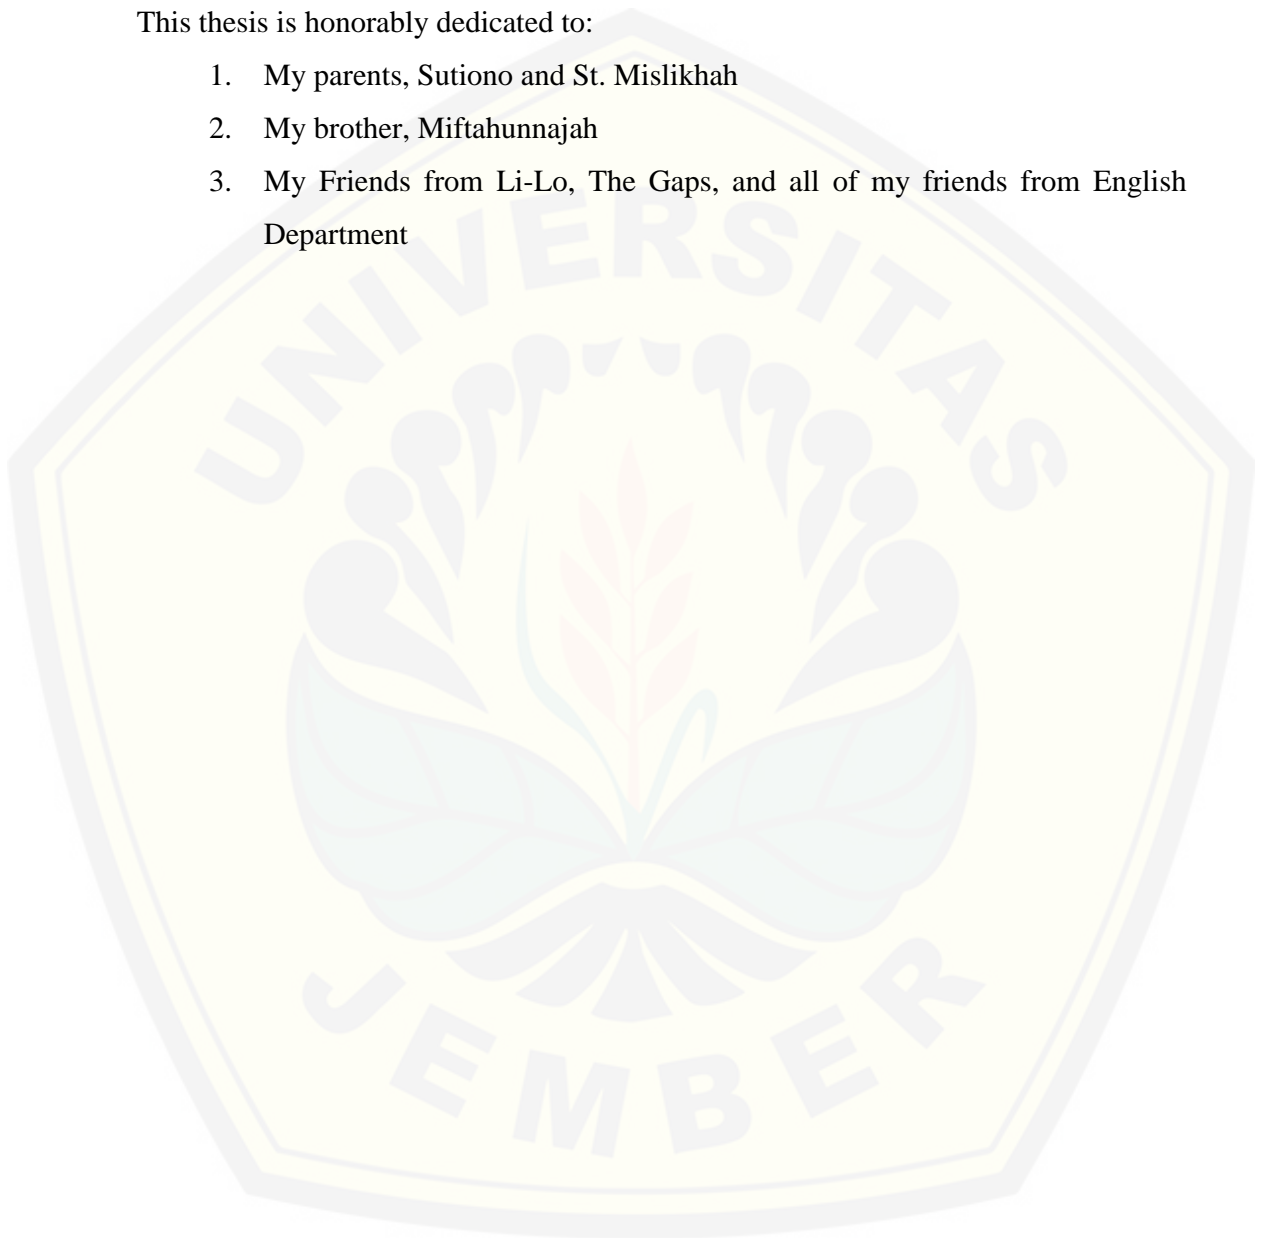 This thesis is honorably dedicated to:
1. My parents, Sutiono and St. Mislikhah
2. My brother, Miftahunnajah
3. My Friends from Li-Lo, The Gaps, and all of my friends from English
Department
UNIVERSITAS
JEMBER